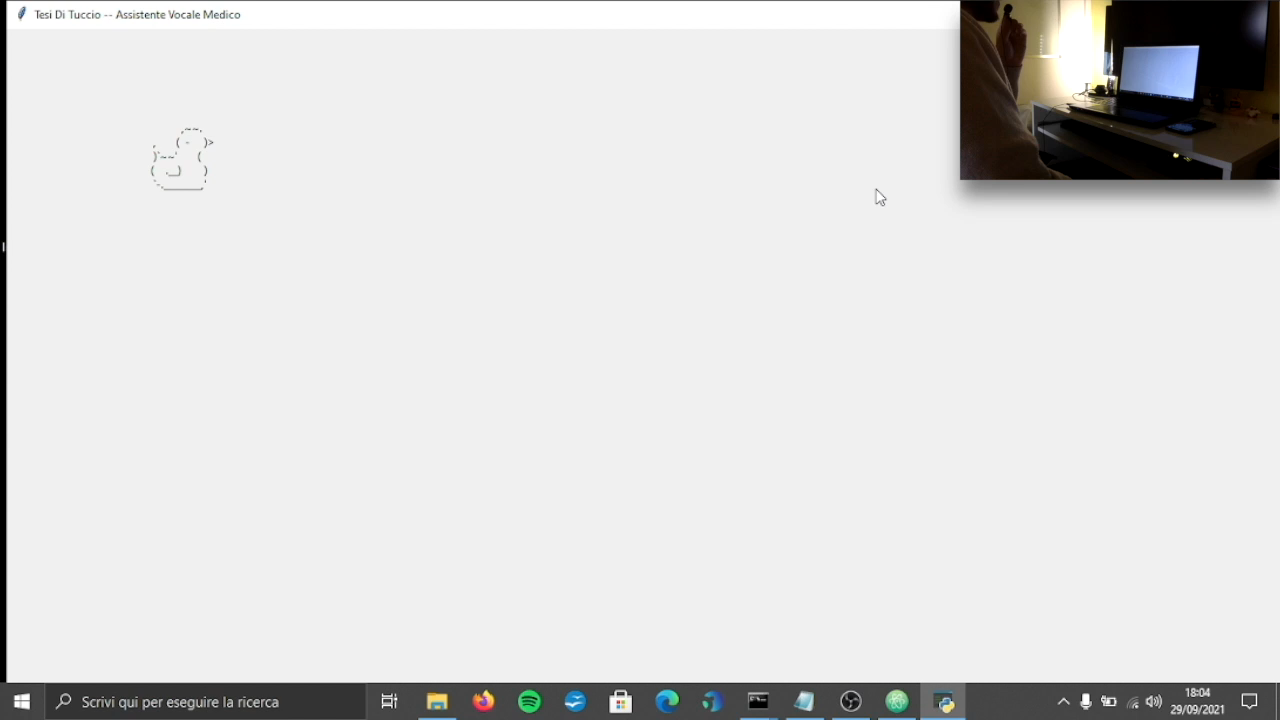 Tesi Di Tuccio -- Assistente Vocale Medico
Scrivi qui per eseguire la ricerca
18:04
29/09/2021